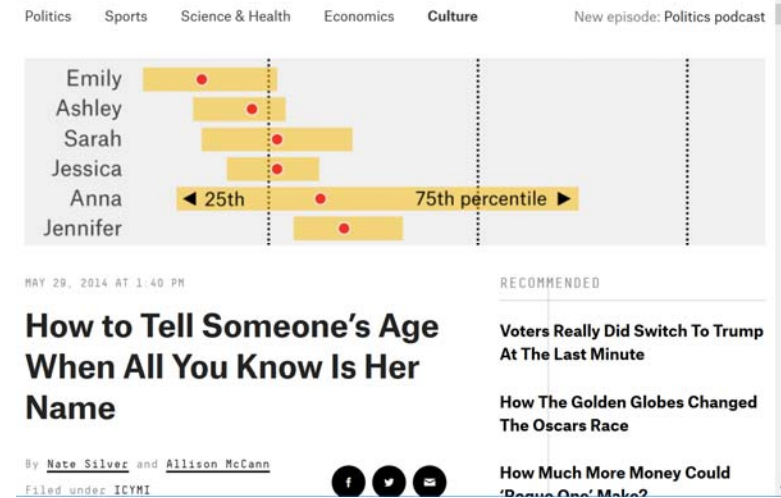 Politics Sports Science & Health Economics Culture New episode: Politics podcast
Emily
Ashley
Sarah
Jessica
Anna ◀ 25th 75th percentile ▶
Jennifer
MAY 29, 2014 AT 1:40 PM
How to Tell Someone’s Age
When All You Know Is Her
Name
By Nate Silver and Allison McCann
Filed under ICYMI
f
RECOMMENDED
Voters Really Did Switch To Trump
At The Last Minute
How The Golden Globes Changed
The Oscars Race
How Much More Money Could
‘Rogue One’ Make?